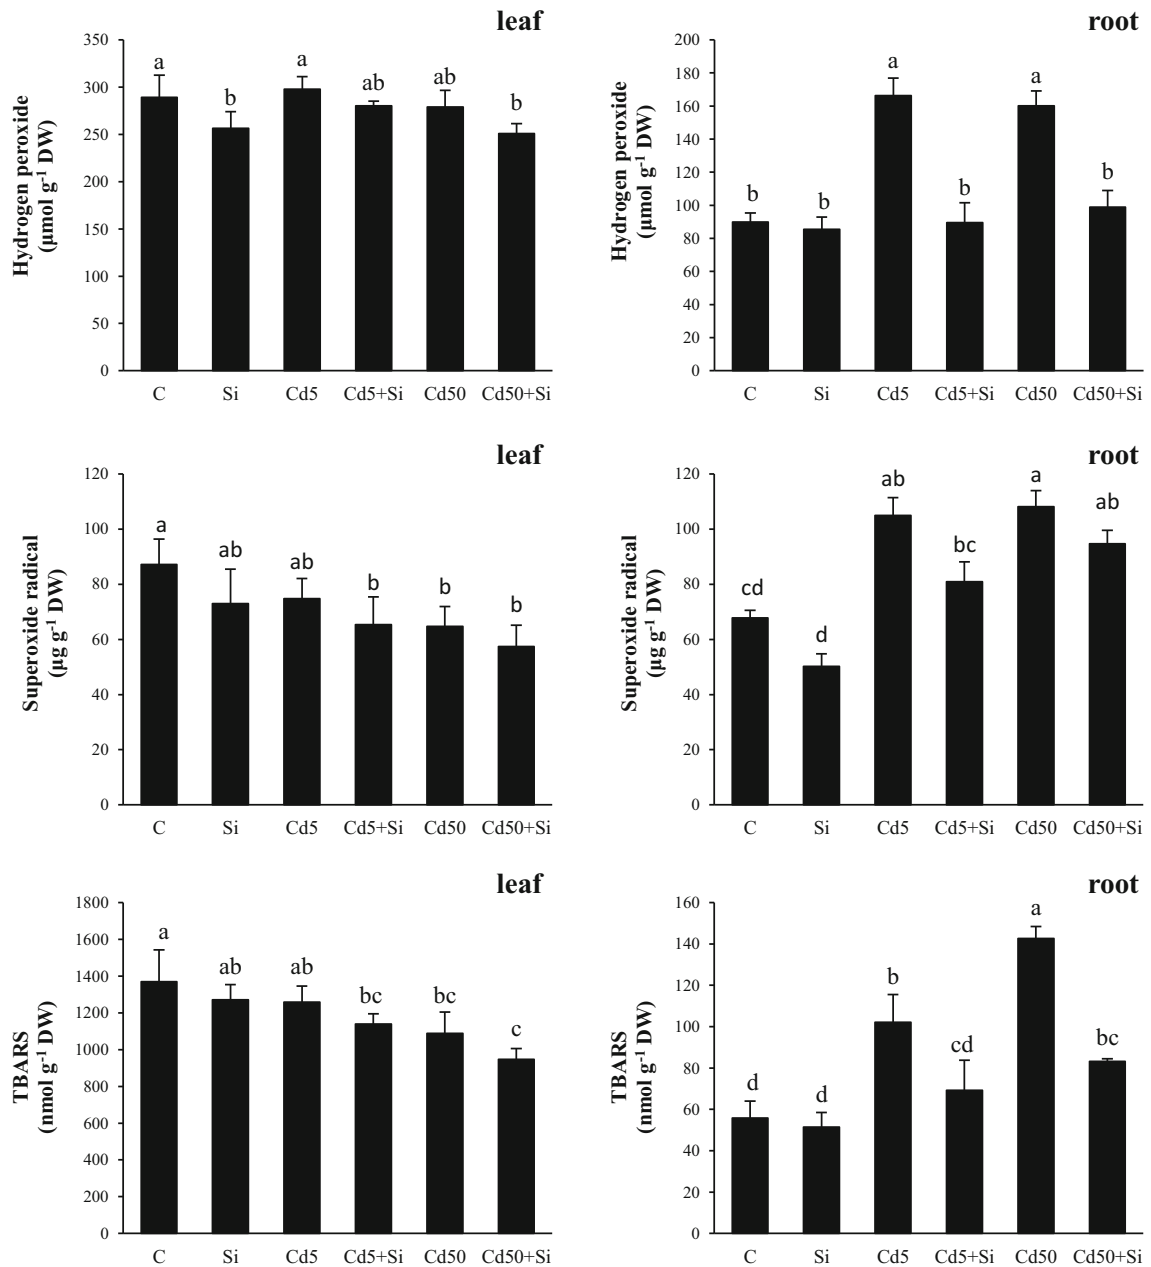 leaf
350
300
250
200
150
100
50
0
Hydrogen peroxide
(µmol g-1 DW)
a
b
a
ab
ab
b
C Si Cd5 Cd5+Si Cd50 Cd50+Si
root
200
180
160
140
120
100
80
60
40
20
0
Hydrogen peroxide
(µmol g-1 DW)
b
b
a
b
a
b
C Si Cd5 Cd5+Si Cd50 Cd50+Si
leaf
120
100
80
60
40
20
0
Superoxide radical
(µg g-1 DW)
a
ab
ab
b
b
b
C Si Cd5 Cd5+Si Cd50 Cd50+Si
root
120
100
80
60
40
20
0
Superoxide radical
(µg g-1 DW)
cd
d
ab
bc
a
ab
C Si Cd5 Cd5+Si Cd50 Cd50+Si
leaf
1800
1600
1400
1200
1000
800
600
400
200
0
TBARS
(nmol g-1 DW)
a
ab
ab
bc
bc
c
C Si Cd5 Cd5+Si Cd50 Cd50+Si
root
160
140
120
100
80
60
40
20
0
TBARS
(nmol g-1 DW)
d
d
b
cd
a
bc
C Si Cd5 Cd5+Si Cd50 Cd50+Si